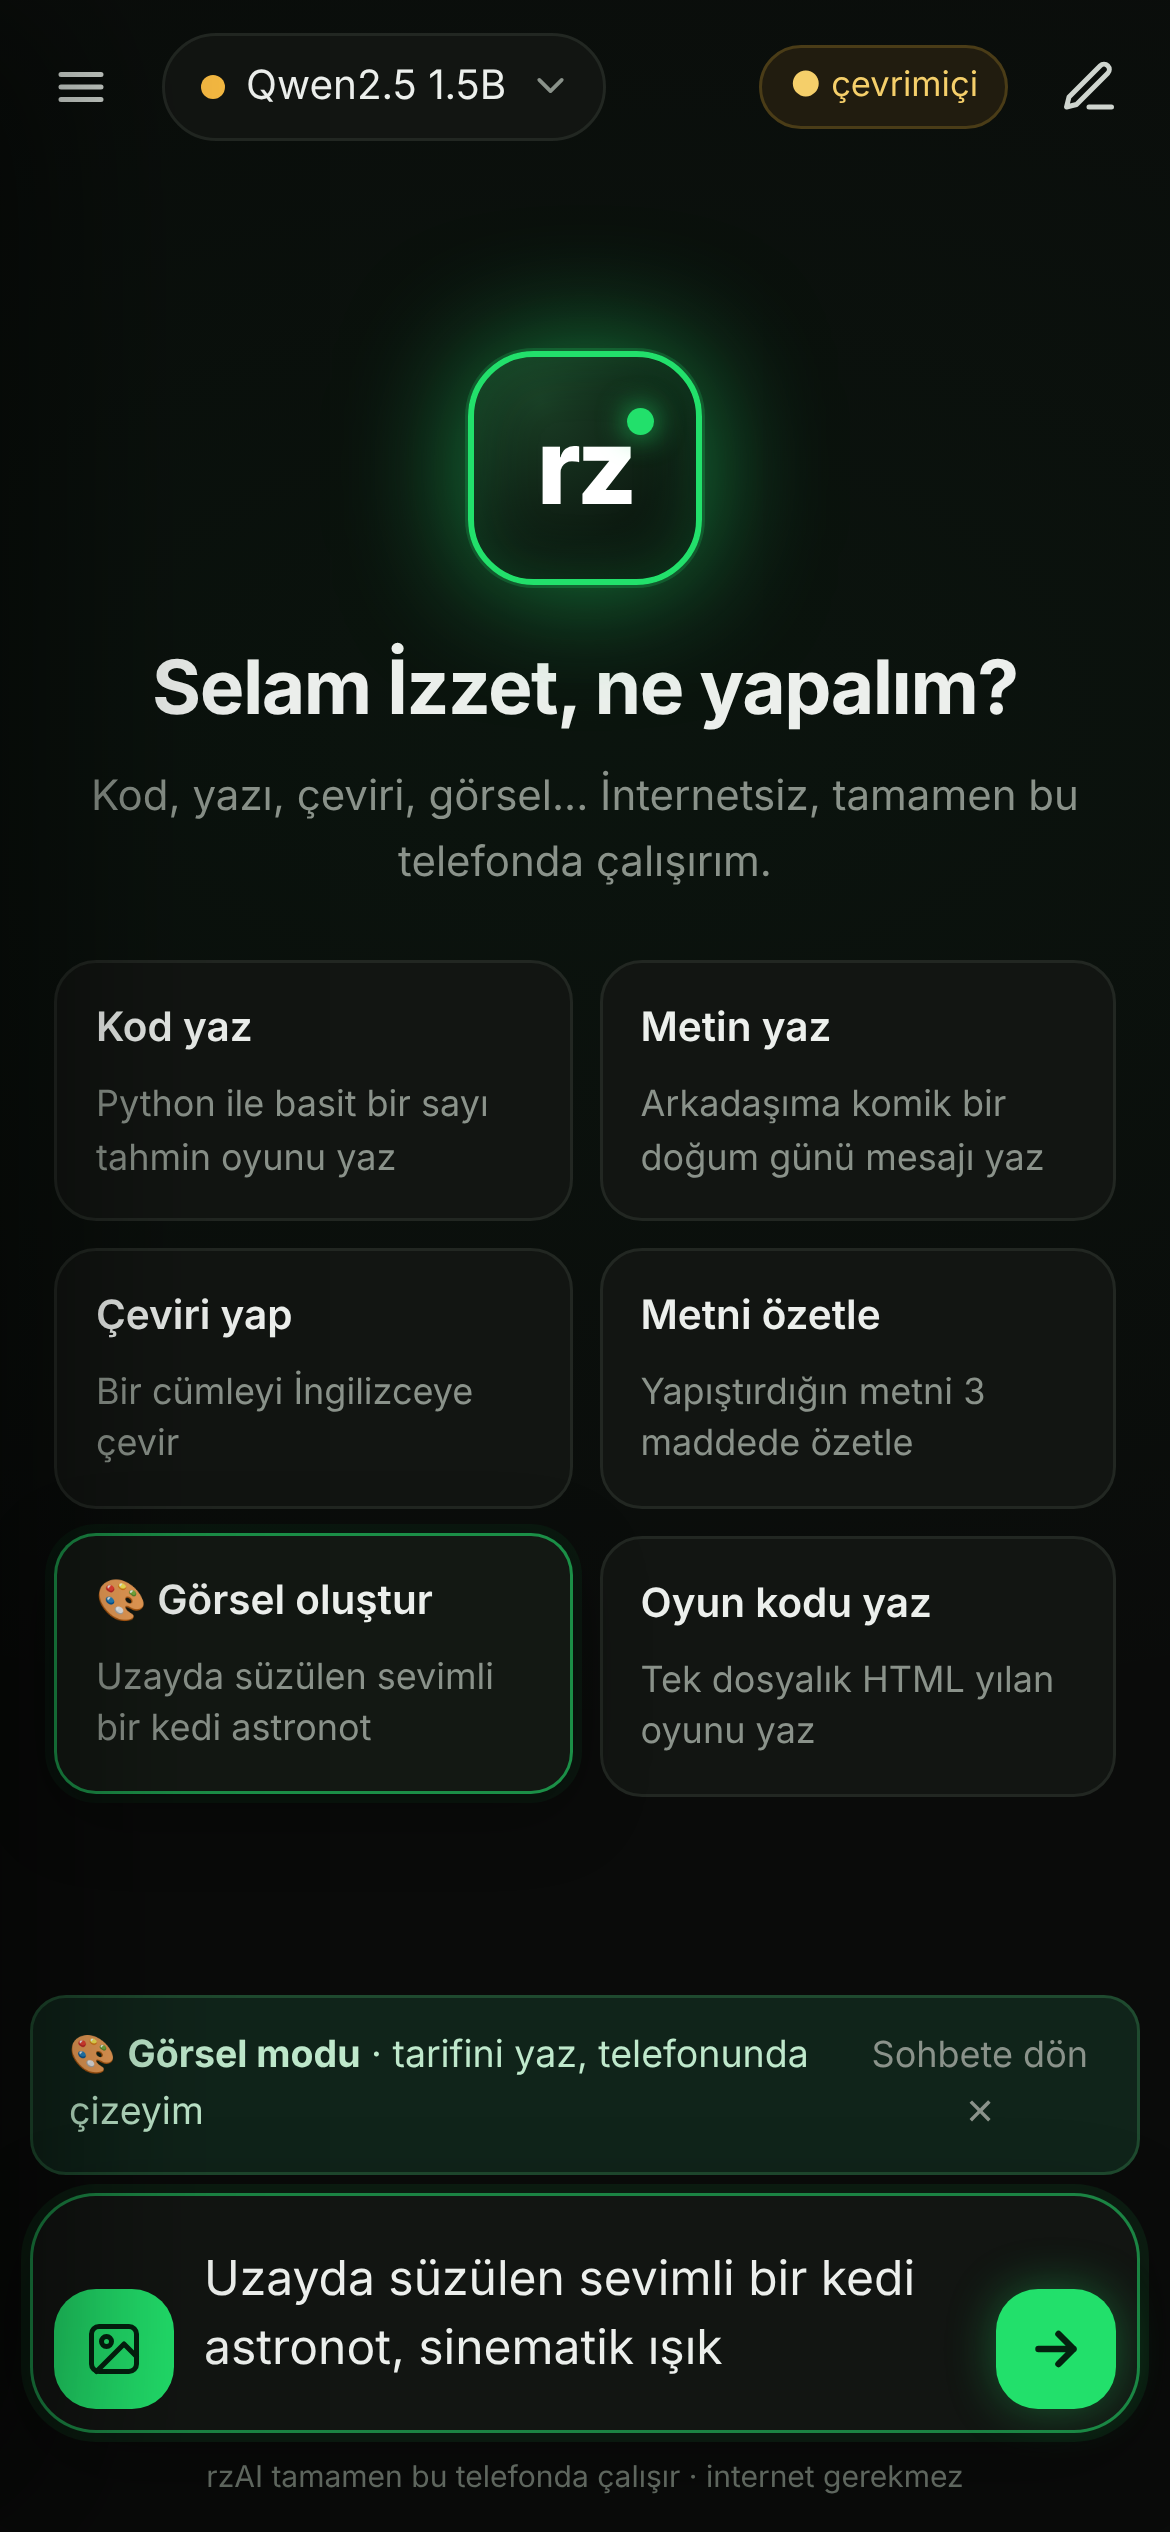 Qwen2.5 1.5B
çevrimiçi
rz
Selam İzzet, ne yapalım?
Kod, yazı, çeviri, görsel... İnternetsiz, tamamen bu
telefonda çalışırım.
Kod yaz
Python ile basit bir sayı
tahmin oyunu yaz
Metin yaz
Arkadaşıma komik bir
doğum günü mesajı yaz
Çeviri yap
Bir cümleyi İngilizceye
çevir
Metni özetle
Yapıştırdığın metni 3
maddede özetle
🎨 Görsel oluştur
Uzayda süzülen sevimli
bir kedi astronot
Oyun kodu yaz
Tek dosyalık HTML yılan
oyunu yaz
🎨 Görsel modu · tarifini yaz, telefonunda
çizeyim
Sohbete dön
✕
Uzayda süzülen sevimli bir kedi
astronot, sinematik ışık
rzAI tamamen bu telefonda çalışır · internet gerekmez